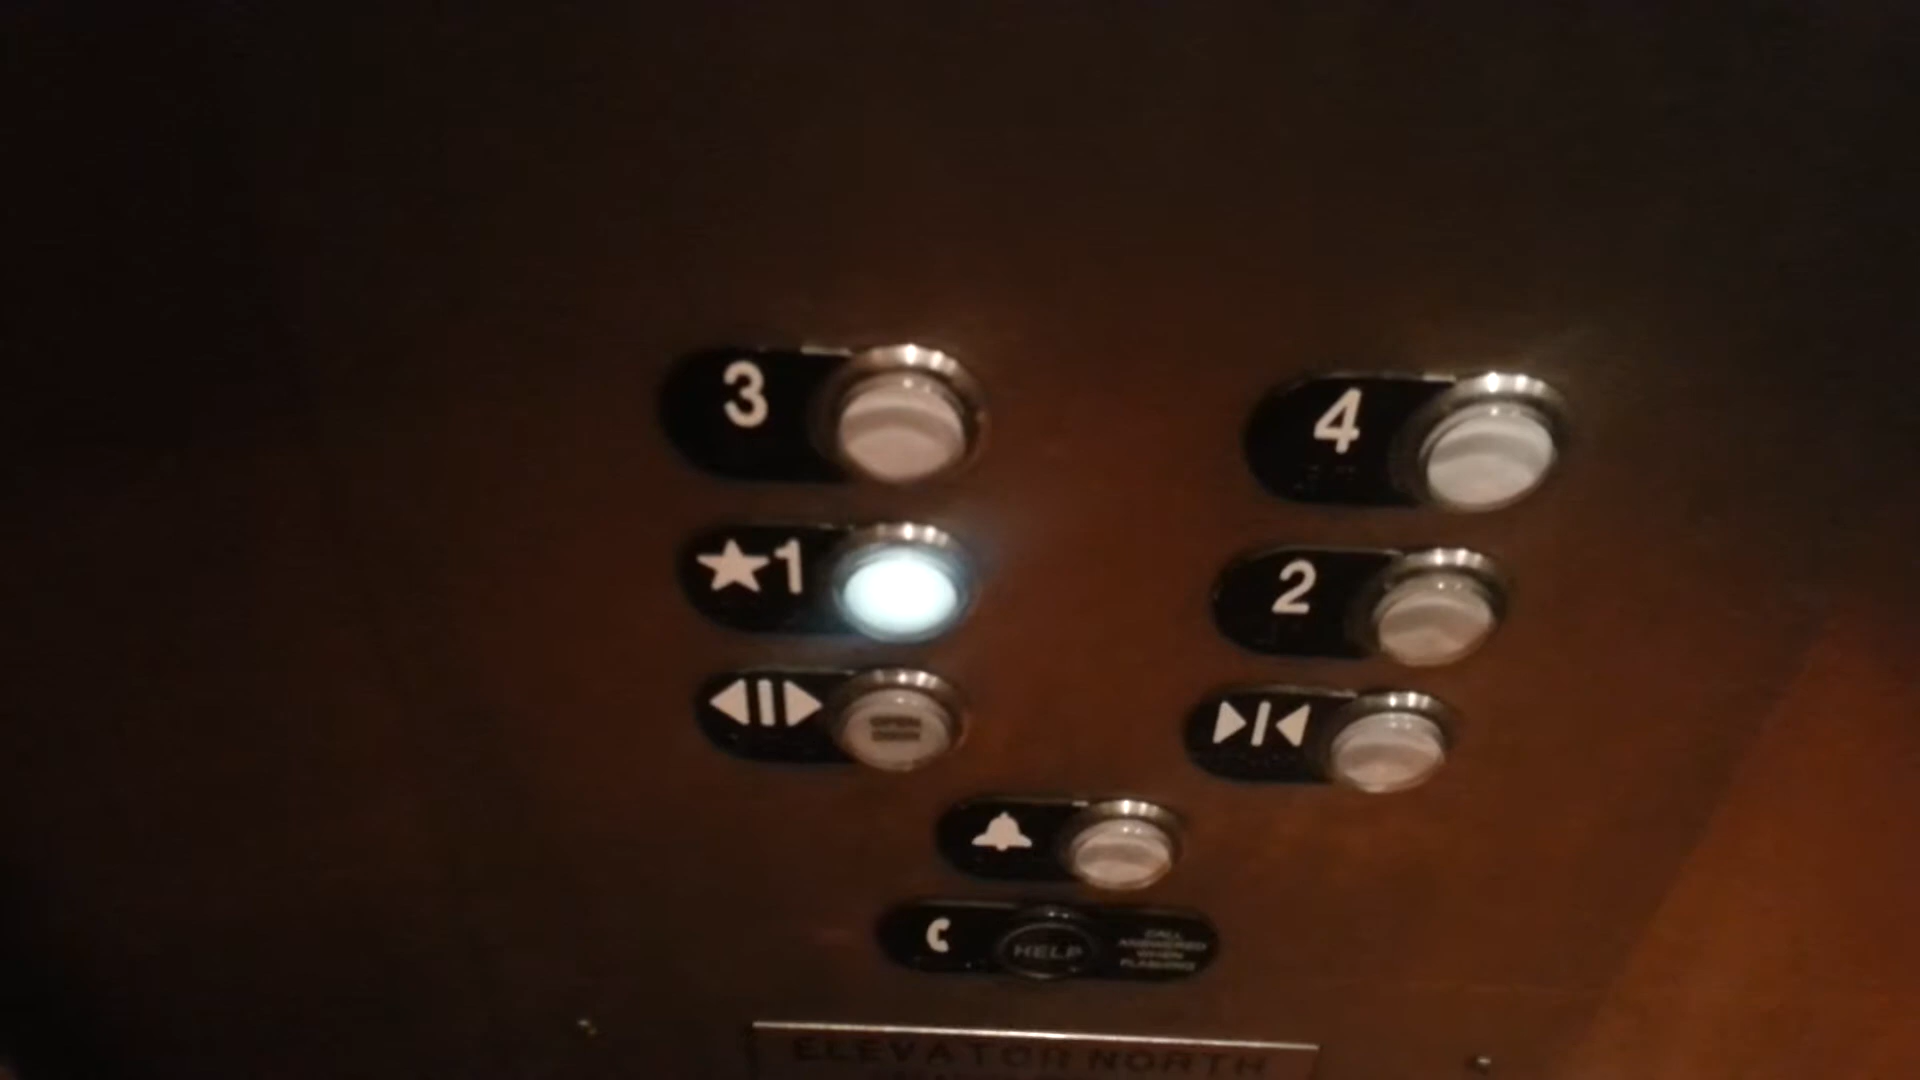 3
4
★1
2
HELP
CALL
ANSWERED
WHEN
FLASHING
ELEVATOR NORTH